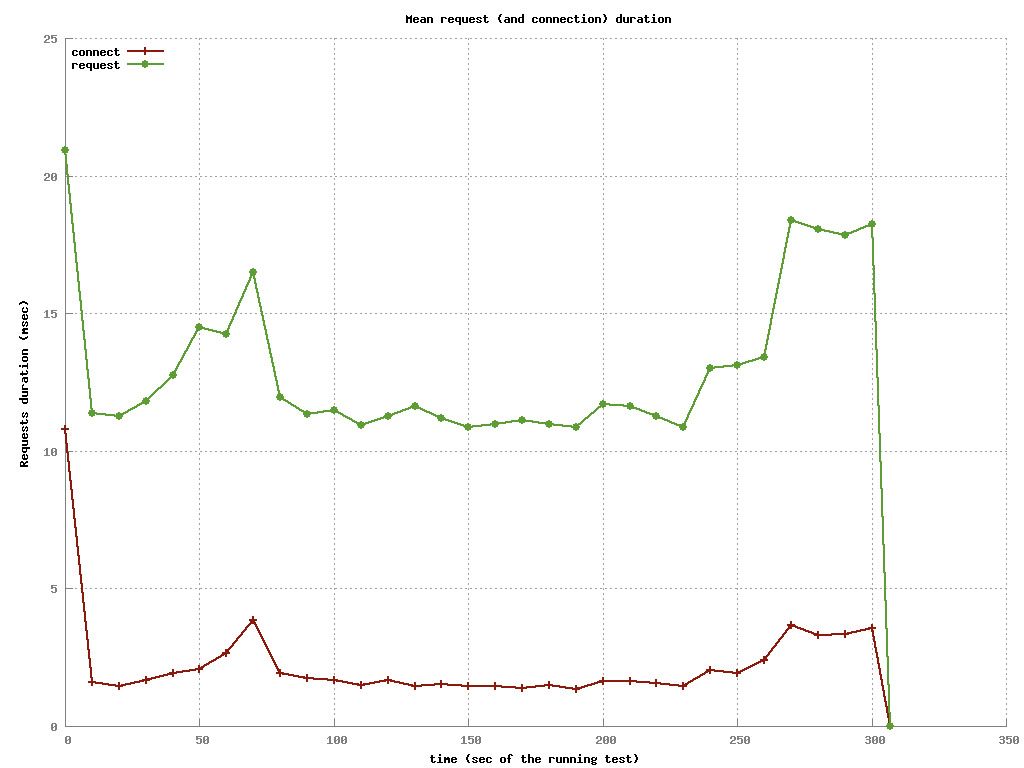 Mean request (and connection) duration
connect
request
Requests duration (msec)
25
20
15
10
5
0
0 50 100 150 200 250 300 350
time (sec of the running test)